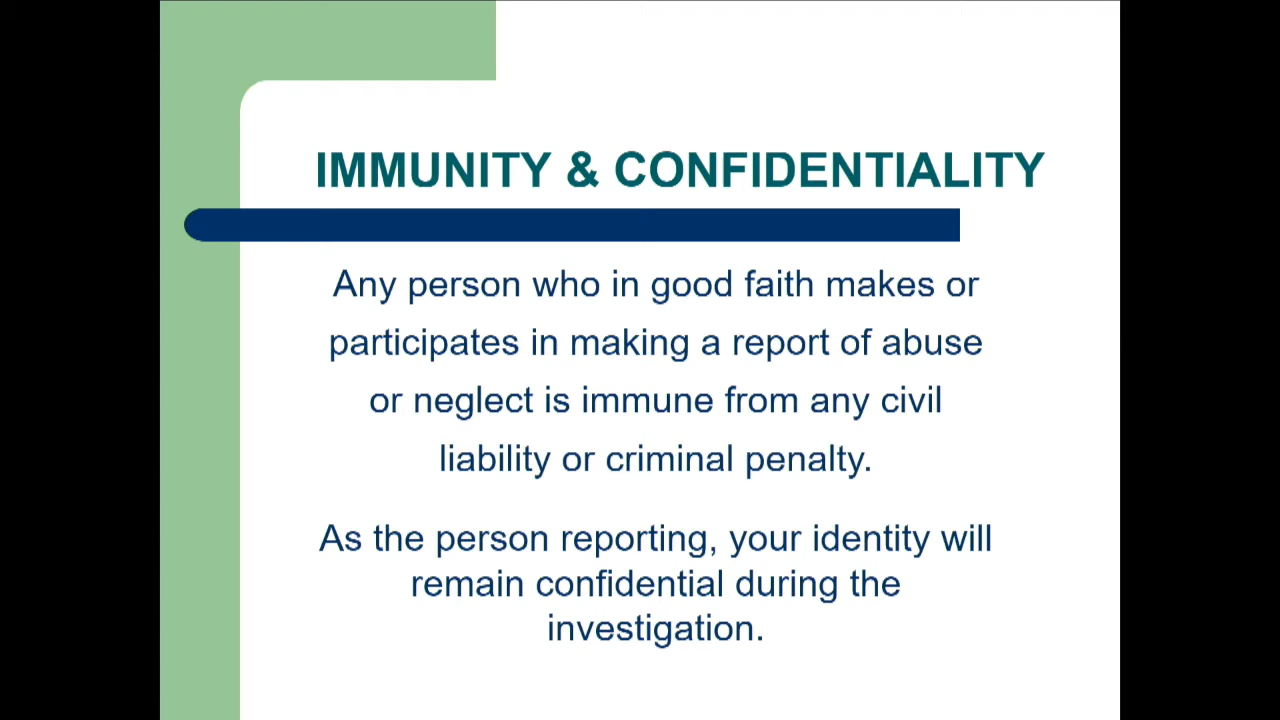 IMMUNITY & CONFIDENTIALITY
Any person who in good faith makes or
participates in making a report of abuse
or neglect is immune from any civil
liability or criminal penalty.
As the person reporting, your identity will
remain confidential during the
investigation.